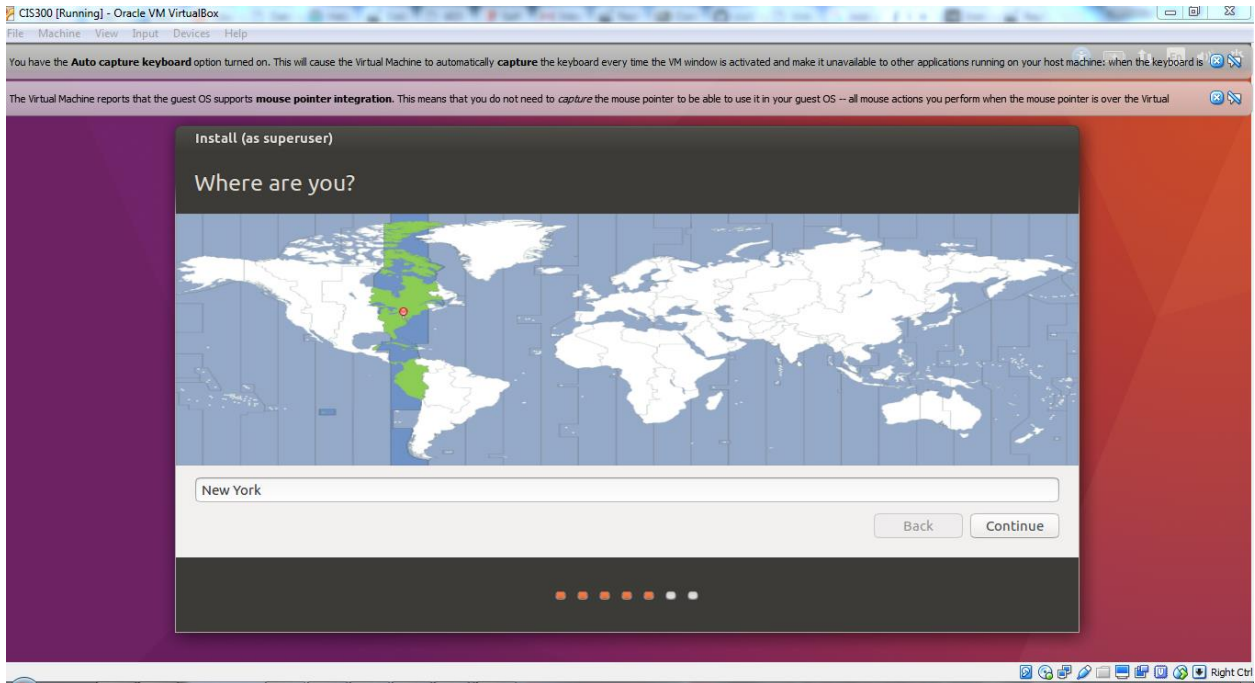 CIS300 [Running] - Oracle VM VirtualBox
File Machine View Input Devices Help
You have the Auto capture keyboard option turned on. This will cause the Virtual Machine to automatically capture the keyboard every time the VM window is activated and make it unavailable to other applications running on your host machine: when the keyboard is
The Virtual Machine reports that the guest OS supports mouse pointer integration. This means that you do not need to capture the mouse pointer to be able to use it in your guest OS -- all mouse actions you perform when the mouse pointer is over the Virtual
Install (as superuser)
Where are you?
New York
Back Continue
Right Ctrl